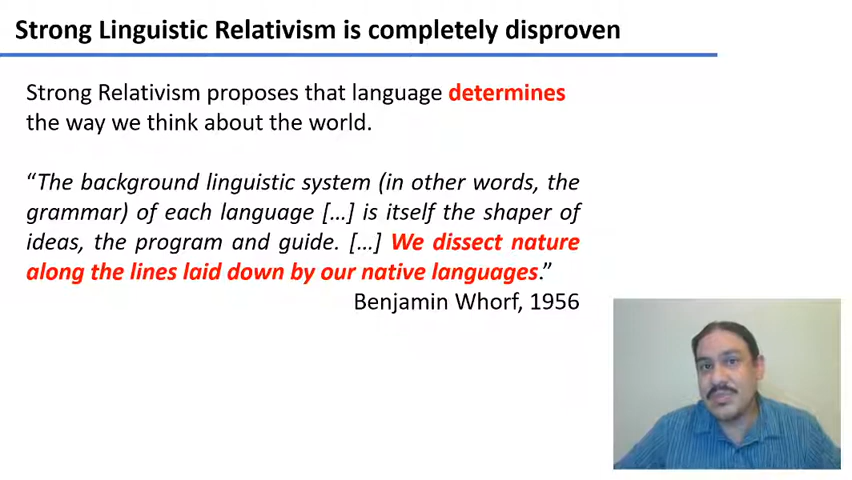 Strong Linguistic Relativism is completely disproven
Strong Relativism proposes that language determines
the way we think about the world.
“The background linguistic system (in other words, the
grammar) of each language […] is itself the shaper of
ideas, the program and guide. […] We dissect nature
along the lines laid down by our native languages.”
Benjamin Whorf, 1956